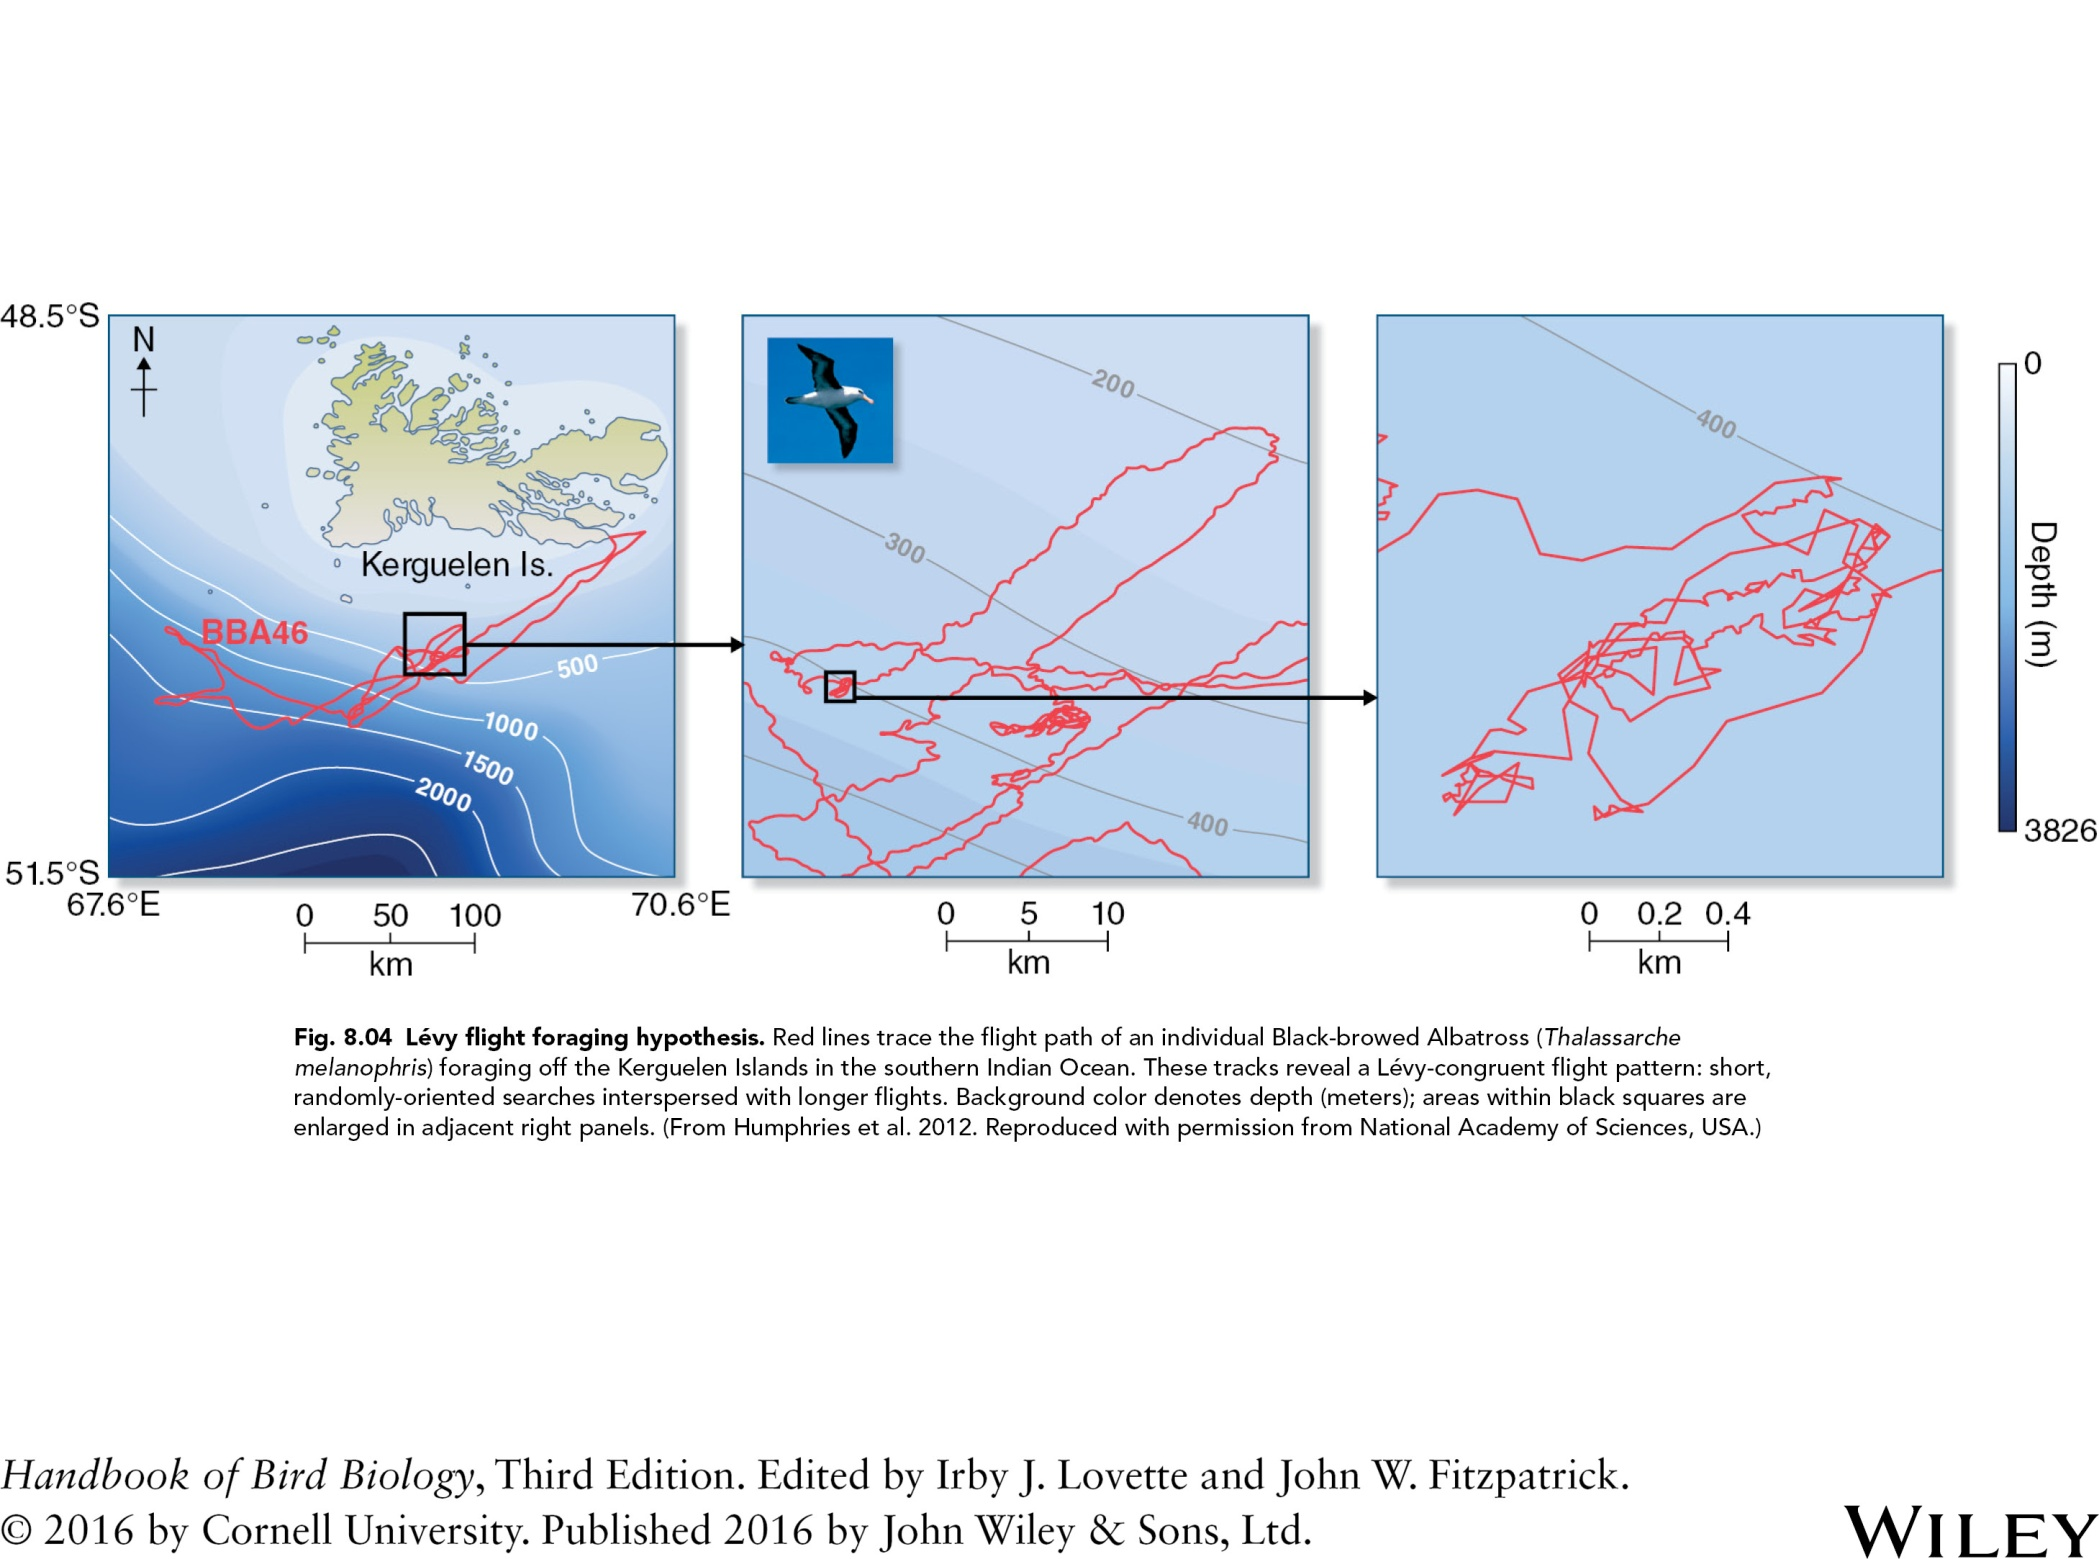 48.5°S
N
Kerguelen Is.
BBA46
500
1000
1500
2000
51.5°S
67.6°E
70.6°E
0 50 100
km
200
300
400
0 5 10
km
400
0 0.2 0.4
km
0
Depth (m)
3826
Fig. 8.04 Lévy flight foraging hypothesis. Red lines trace the flight path of an individual Black-browed Albatross (Thalassarche
melanophris) foraging off the Kerguelen Islands in the southern Indian Ocean. These tracks reveal a Lévy-congruent flight pattern: short,
randomly-oriented searches interspersed with longer flights. Background color denotes depth (meters); areas within black squares are
enlarged in adjacent right panels. (From Humphries et al. 2012. Reproduced with permission from National Academy of Sciences, USA.)
Handbook of Bird Biology, Third Edition. Edited by Irby J. Lovette and John W. Fitzpatrick.
© 2016 by Cornell University. Published 2016 by John Wiley & Sons, Ltd.
WILEY